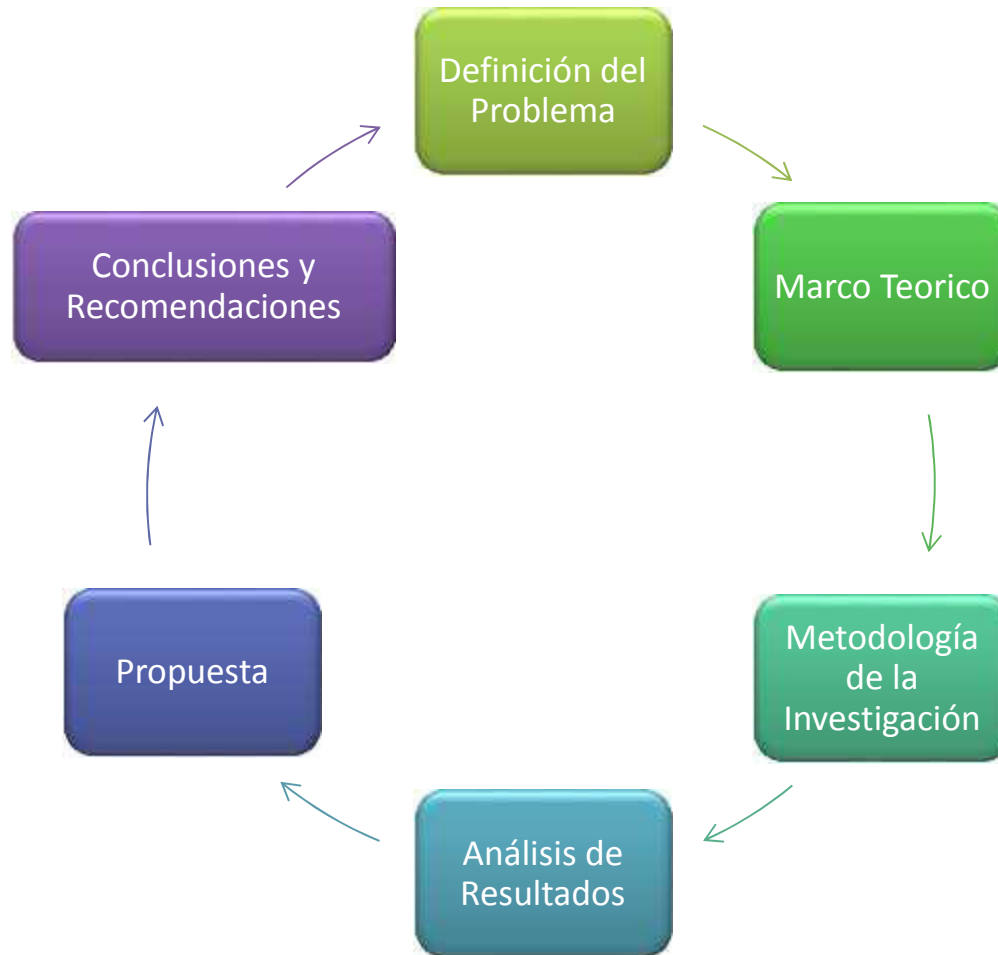 Definición del
Problema
Marco Teorico
Metodología
de la
Investigación
Análisis de
Resultados
Propuesta
Conclusiones y
Recomendaciones